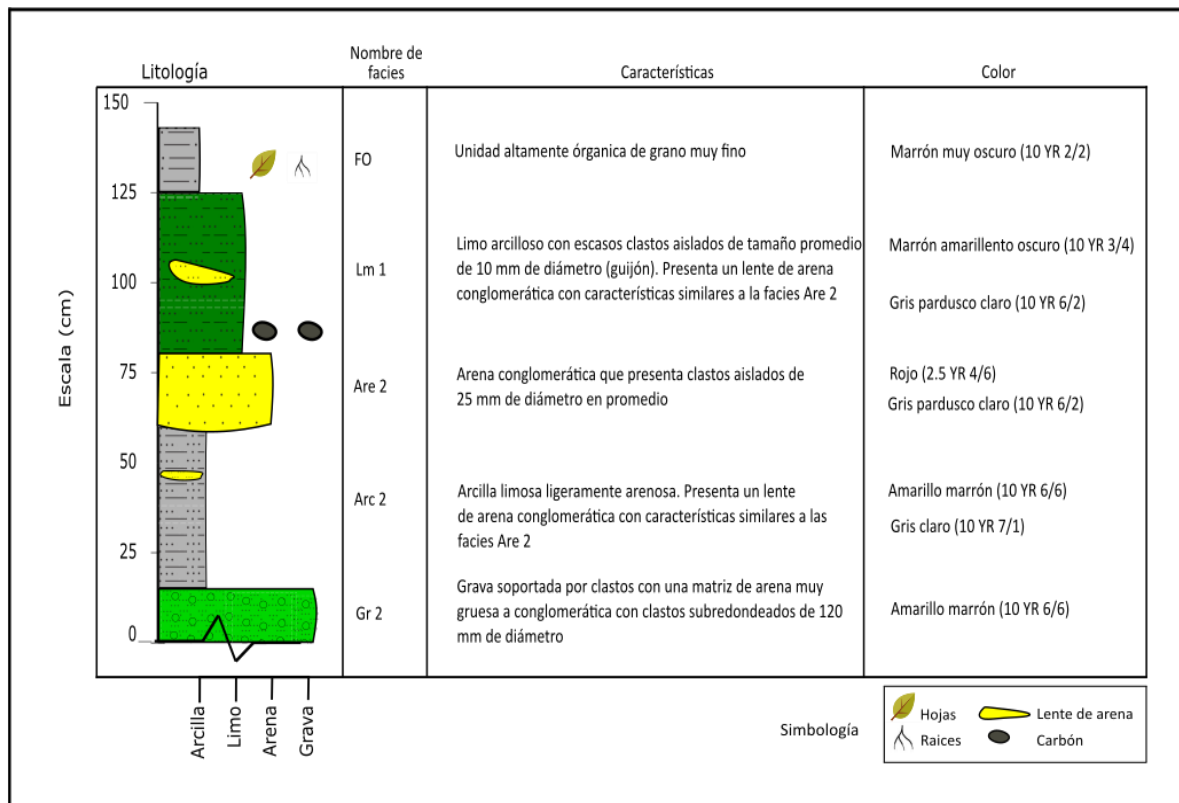 Litología
Nombre de
facies
Características
Color
150
125
100
75
50
25
0
Escala (cm)
FO
Unidad altamente órganica de grano muy fino
Marrón muy oscuro (10 YR 2/2)
Lm 1
Limo arcilloso con escasos clastos aislados de tamaño promedio
de 10 mm de diámetro (guijón). Presenta un lente de arena
conglomerática con características similares a la facies Are 2
Marrón amarillento oscuro (10 YR 3/4)
Gris pardusco claro (10 YR 6/2)
Are 2
Arena conglomerática que presenta clastos aislados de
25 mm de diámetro en promedio
Rojo (2.5 YR 4/6)
Gris pardusco claro (10 YR 6/2)
Arc 2
Arcilla limosa ligeramente arenosa. Presenta un lente
de arena conglomerática con características similares a las
facies Are 2
Amarillo marrón (10 YR 6/6)
Gris claro (10 YR 7/1)
Gr 2
Grava soportada por clastos con una matriz de arena muy
gruesa a conglomerática con clastos subredondeados de 120
mm de diámetro
Amarillo marrón (10 YR 6/6)
Arcilla
Limo
Arena
Grava
Simbología
Hojas
Lente de arena
Raices
Carbón